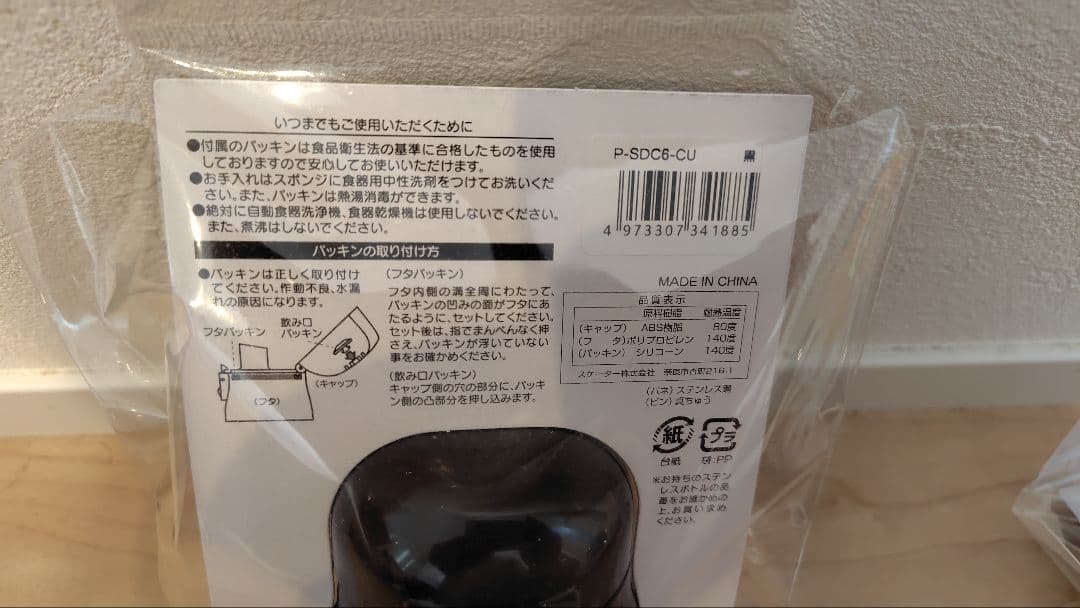 いつまでもご使用いただくために
●付属のパッキンは食品衛生法の基準に合格したものを使用
しておりますので安心してお使いいただけます。
●お手入れはスポンジに食器用中性洗剤をつけてお洗いくだ
さい。また、パッキンは熱湯消毒ができます。
●絶対に自動食器洗浄機、食器乾燥機は使用しないでください。
また、煮沸はしないでください。
パッキンの取り付け方
●パッキンは正しく取り付け
てください。作動不良、水漏
れの原因になります。
フタパッキン
飲み口
パッキン
(キャップ)
(フタ)
(フタパッキン)
フタ内側の溝全周にわたって、
パッキンの凹みの面がフタにあ
たるように、セットしてください。
セット後は、指でまんべんなく押
さえ、パッキンが浮いていない
事をお確かめください。
(飲み口パッキン)
キャップ側の穴の部分に、パッキ
ン側の凸部分を押し込みます。
P-SDC6-CU 黒
4 973307 341885
MADE IN CHINA
品質表示
原料樹脂 耐熱温度
(キャップ) ABS樹脂 80度
(フ タ)ポリプロピレン 140度
(パッキン) シリコーン 140度
スケーター株式会社 奈良市杏町216-1
(バネ)ステンレス鋼
(ピン)真ちゅう
紙 プラ
台紙 袋:PP
※お持ちのステン
レスボトルの品
番をお確かめの
上、お買い求め
ください。